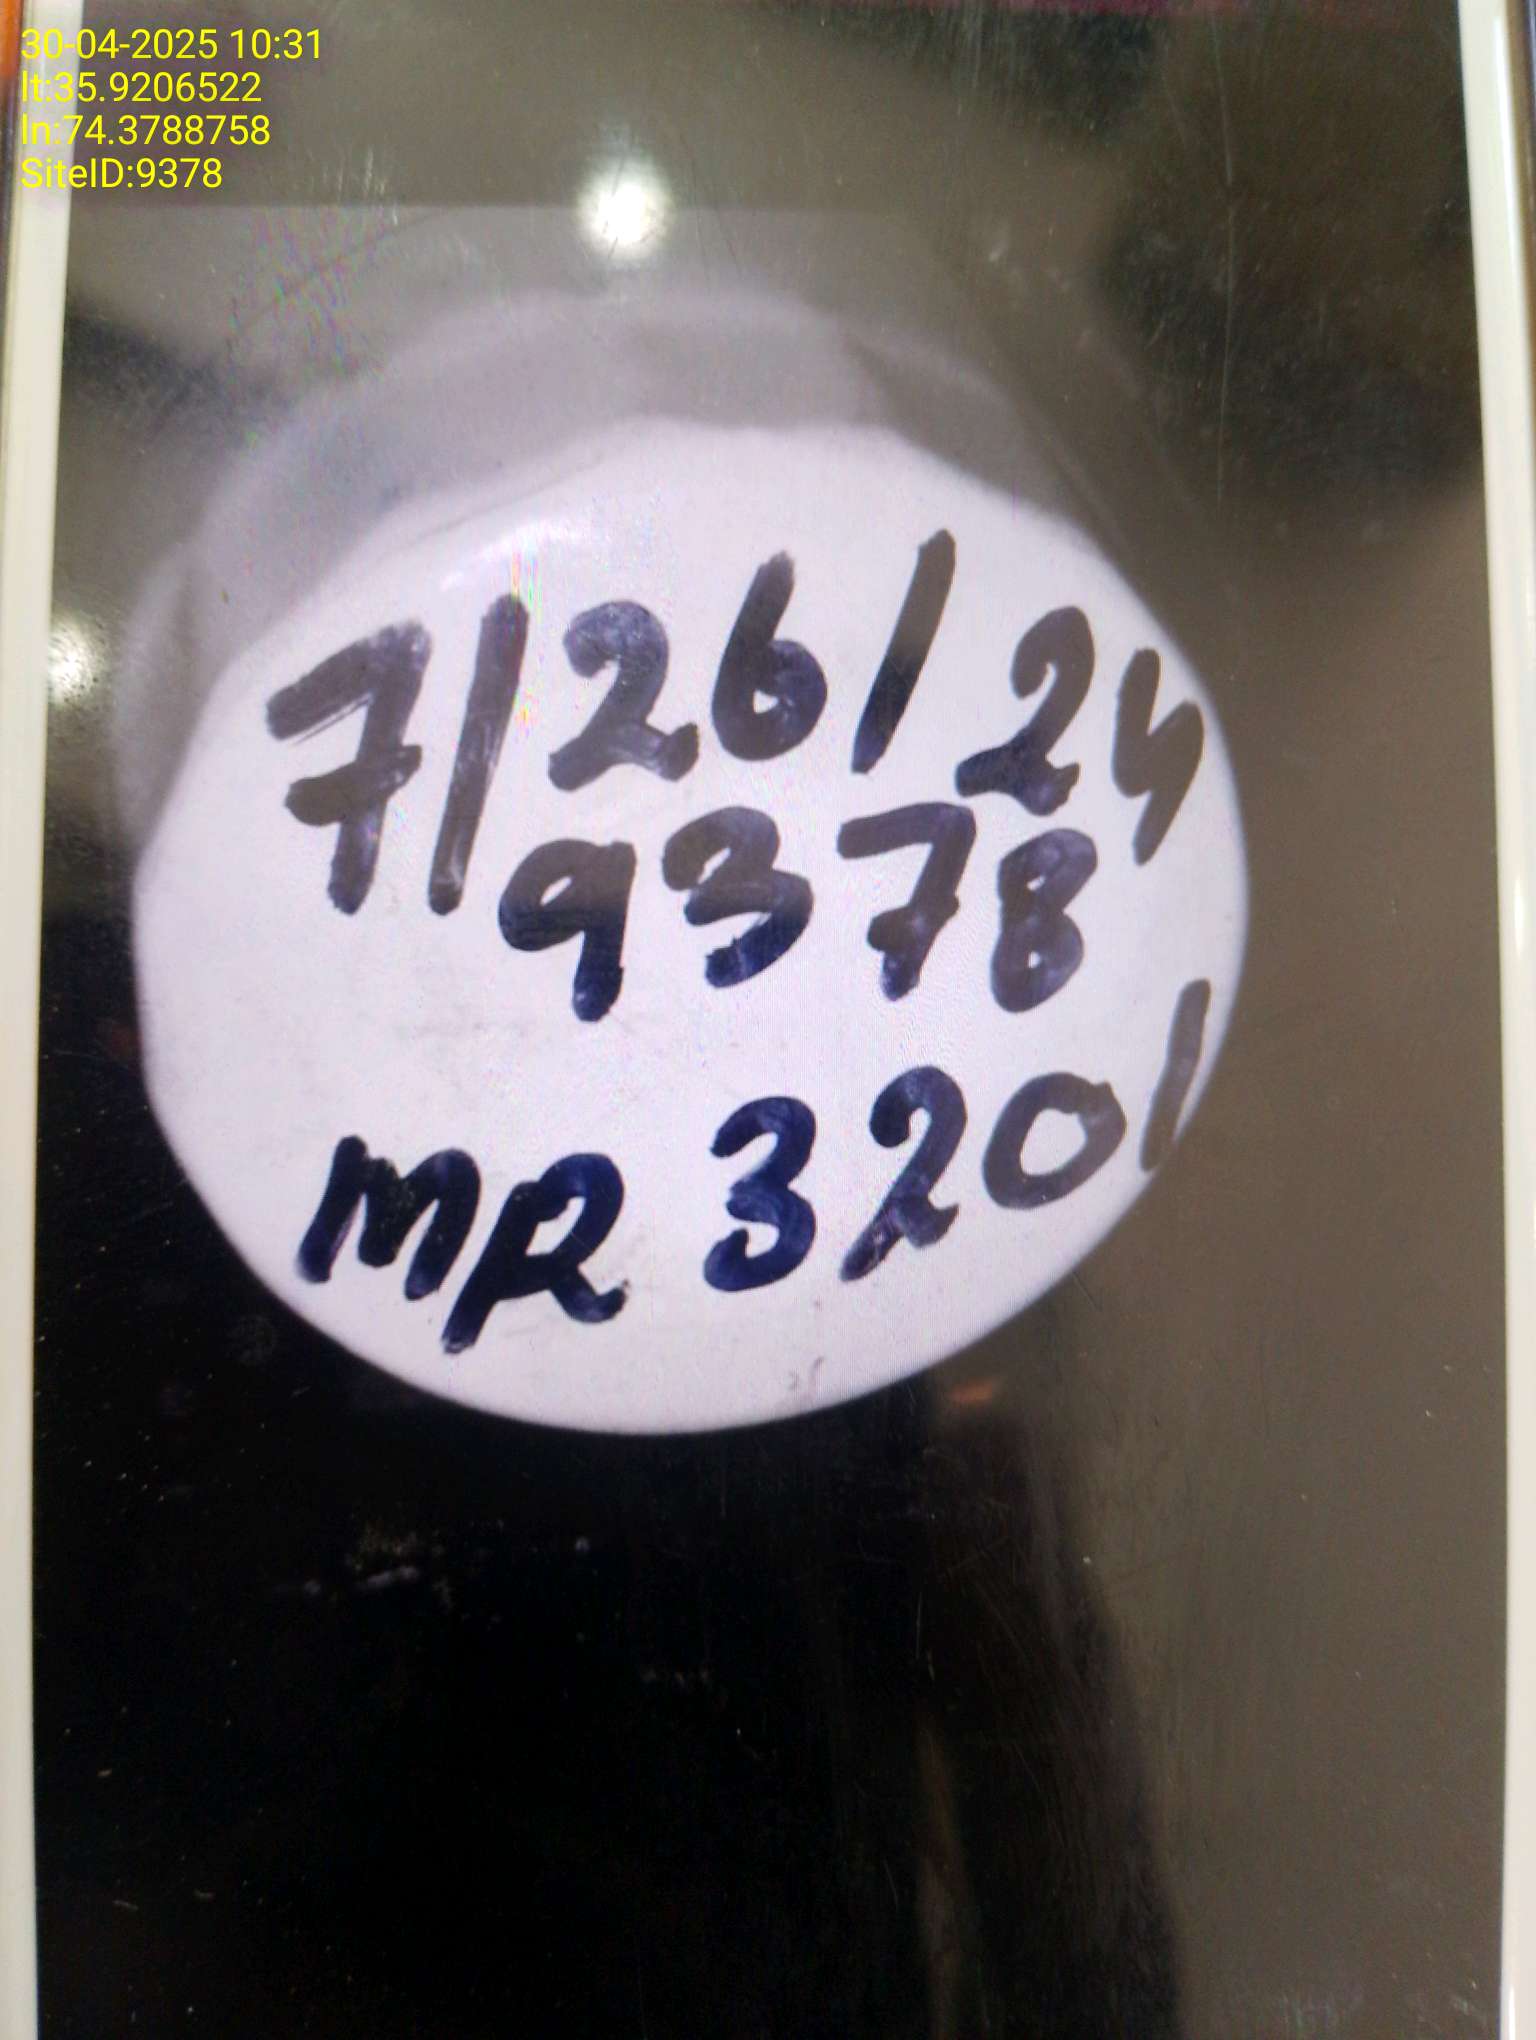 30-04-2025 10:31
lt:35.9206522
ln:74.3788758
SiteID:9378
7/26/24
9378
MR 3201